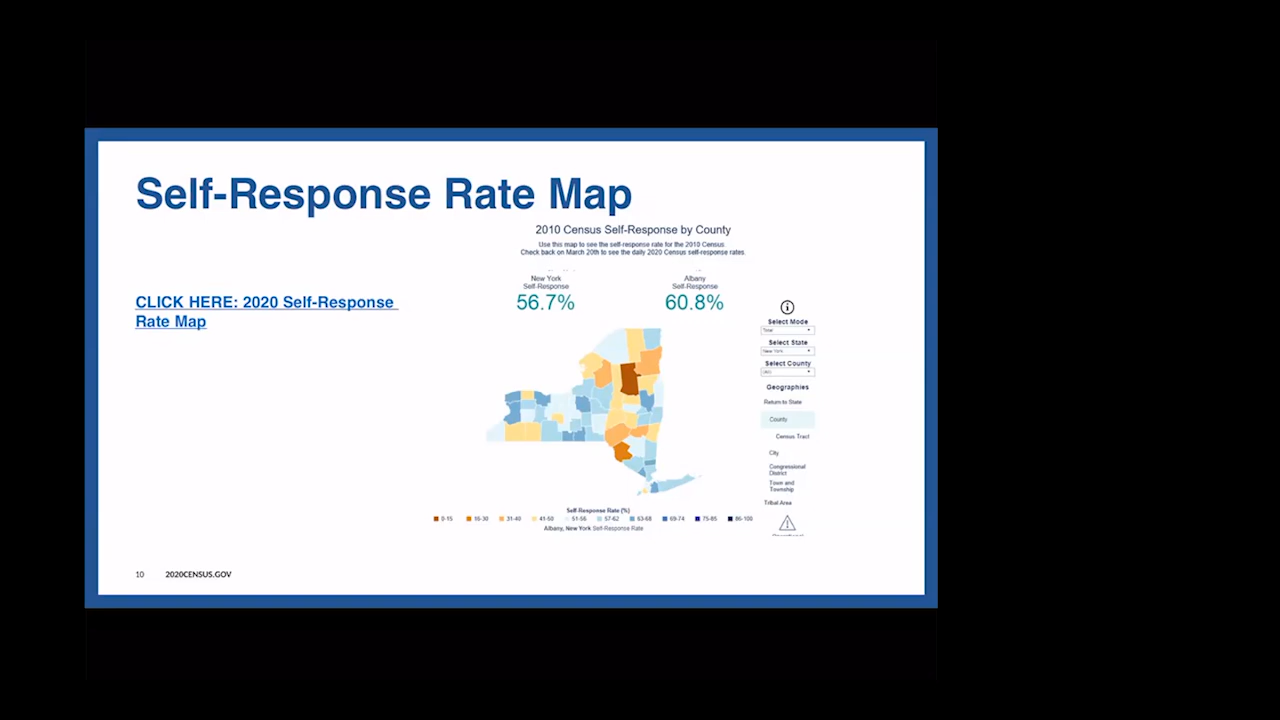 Self-Response Rate Map
2010 Census Self-Response by County
Use this map to see the self-response rate for the 2010 Census
Check back on March 20th to see the daily 2020 Census self-response rates.
New York
Self-Response
56.7%
Albany
Self-Response
60.8%
CLICK HERE: 2020 Self-Response
Rate Map
Select Mode
Total
Select State
New York
Select County
(All)
Geographies
Return to State
County
Census Tract
City
Congressional
District
Town and
Township
Tribal Area
Self-Response Rate (%)
0-15 16-30 31-40 41-50 51-56 57-62 63-68 69-74 75-85 86-100
Albany, New York Self-Response Rate
10 2020CENSUS.GOV